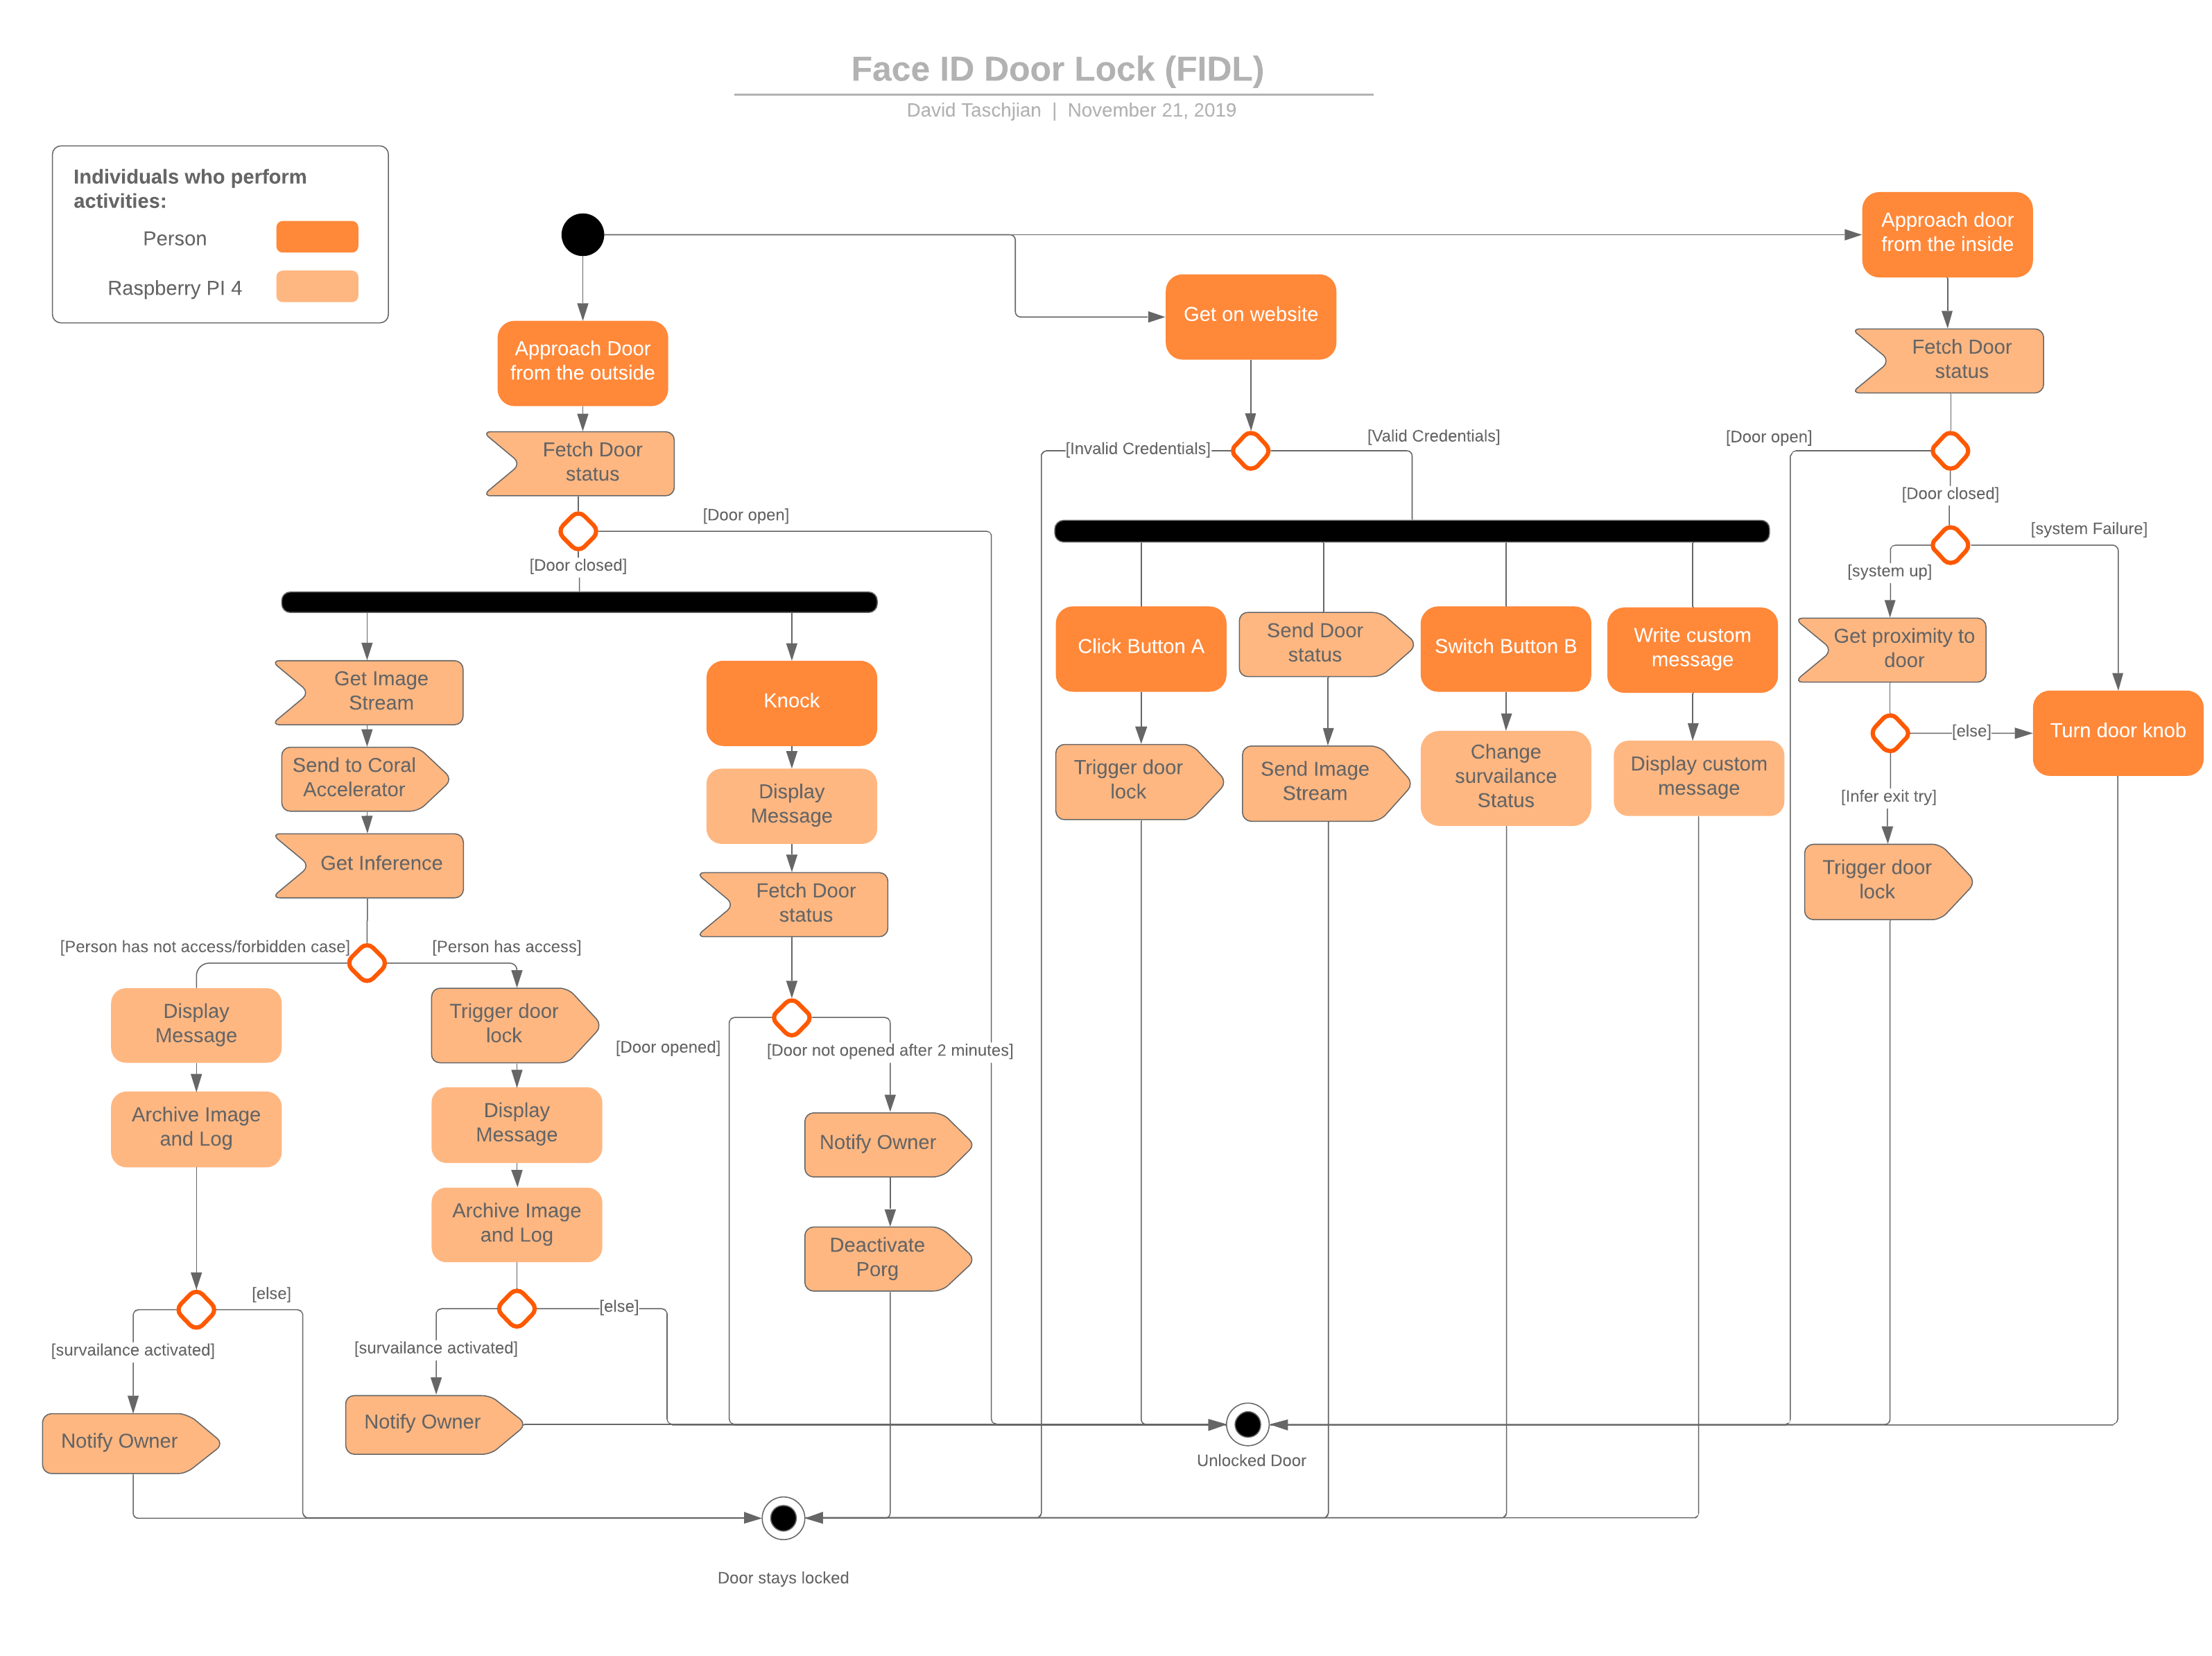 Face ID Door Lock (FIDL)
David Taschjian | November 21, 2019
Individuals who perform
activities:
Person
Raspberry PI 4
Approach Door
from the outside
Fetch Door
status
[Door open]
[Door closed]
Get Image
Stream
Send to Coral
Accelerator
Get Inference
[Person has not access/forbidden case]
[Person has access]
Display
Message
Archive Image
and Log
[else]
[survailance activated]
Notify Owner
Trigger door
lock
Display
Message
Archive Image
and Log
[else]
[survailance activated]
Notify Owner
Knock
Display
Message
Fetch Door
status
[Door opened]
[Door not opened after 2 minutes]
Notify Owner
Deactivate
Porg
Get on website
[Invalid Credentials]
[Valid Credentials]
Click Button A
Trigger door
lock
Send Door
status
Send Image
Stream
Switch Button B
Change
survailance
Status
Write custom
message
Display custom
message
Approach door
from the inside
Fetch Door
status
[Door open]
[Door closed]
[system Failure]
[system up]
Get proximity to
door
[else]
Turn door knob
[Infer exit try]
Trigger door
lock
Unlocked Door
Door stays locked